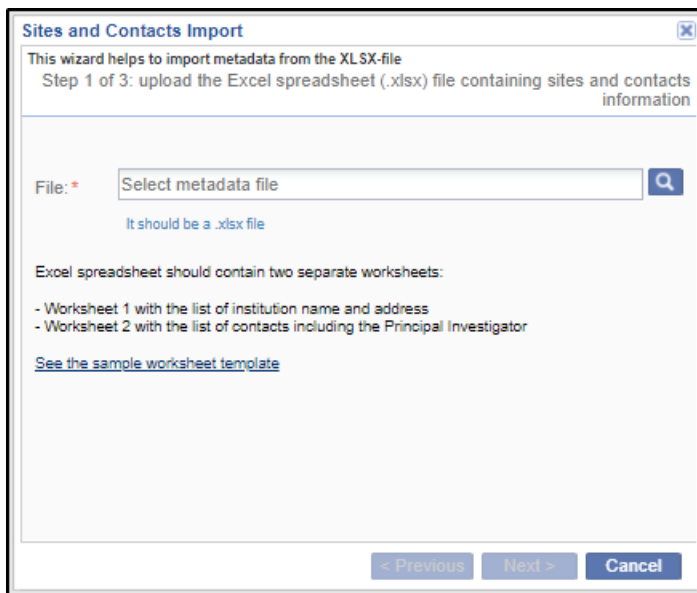 Sites and Contacts Import
This wizard helps to import metadata from the XLSX-file
Step 1 of 3: upload the Excel spreadsheet (.xlsx) file containing sites and contacts
information
File: * Select metadata file
It should be a .xlsx file
Excel spreadsheet should contain two separate worksheets:
- Worksheet 1 with the list of institution name and address
- Worksheet 2 with the list of contacts including the Principal Investigator
See the sample worksheet template
< Previous Next > Cancel